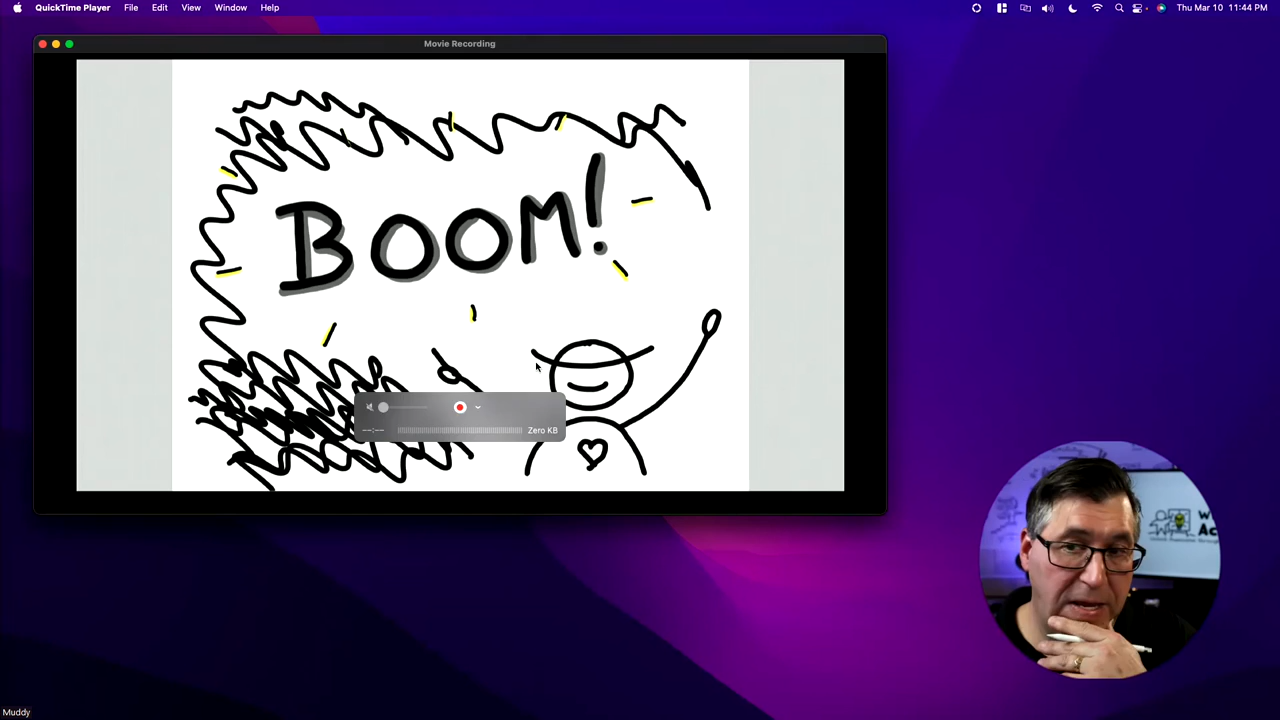 QuickTime Player File Edit View Window Help Thu Mar 10 11:44 PM
Movie Recording
BOOM!
--:-- Zero KB
W
Ac
Muddy